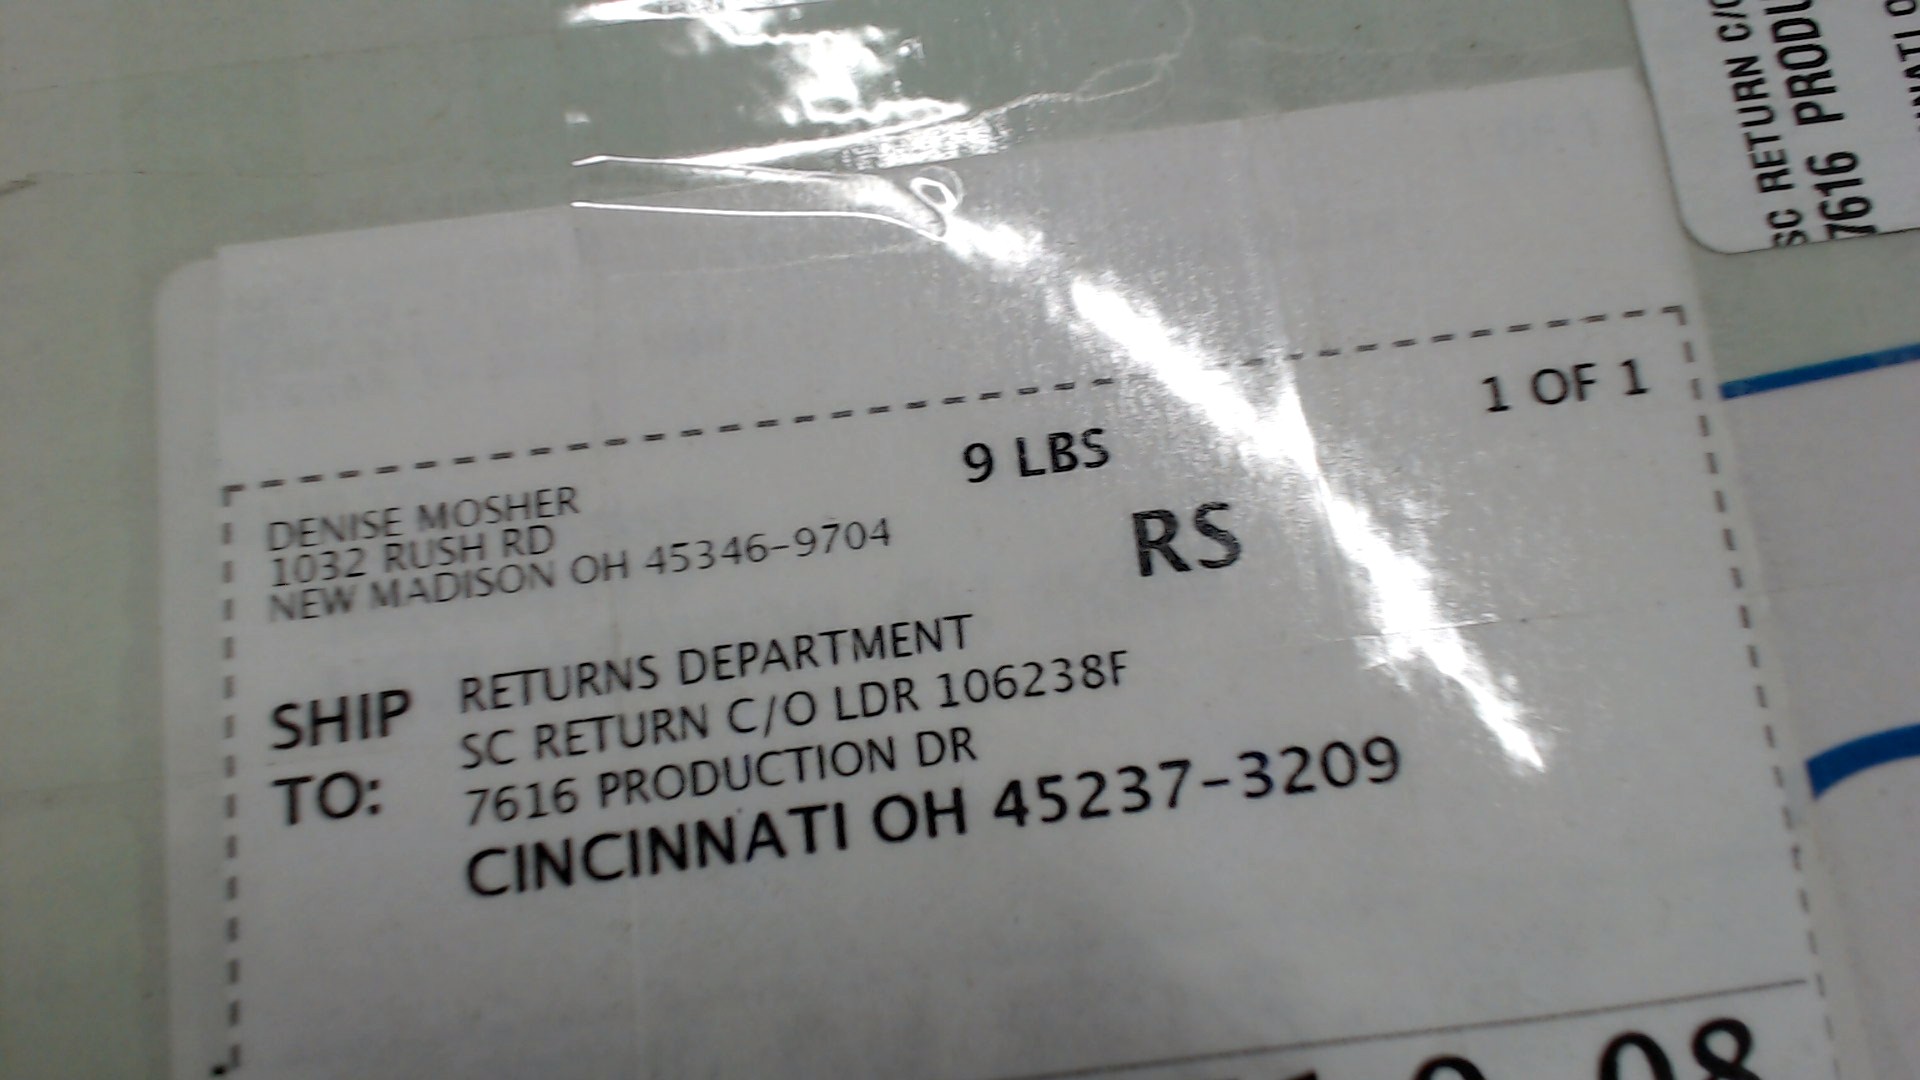 1 OF 1
9 LBS
RS
DENISE MOSHER
1032 RUSH RD
NEW MADISON OH 45346-9704
SHIP
TO:
RETURNS DEPARTMENT
SC RETURN C/O LDR 106238F
7616 PRODUCTION DR
CINCINNATI OH 45237-3209
SC RETURN
7616